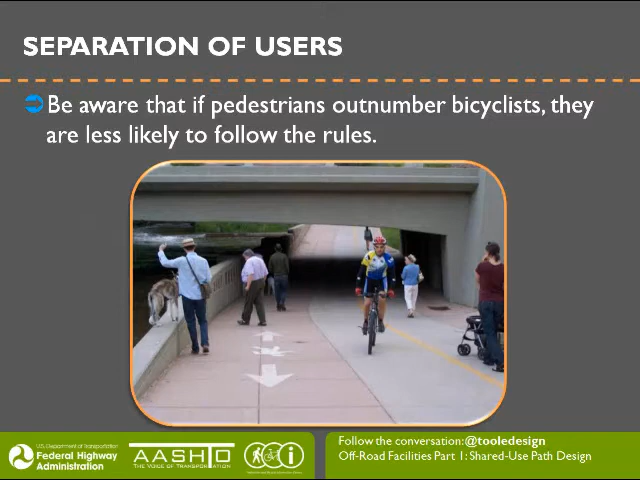 SEPARATION OF USERS
Be aware that if pedestrians outnumber bicyclists, they
are less likely to follow the rules.
U.S. Department of Transportation
Federal Highway
Administration
AASHTO
THE VOICE OF TRANSPORTATION
Follow the conversation: @tooledesign
Off-Road Facilities Part 1: Shared-Use Path Design